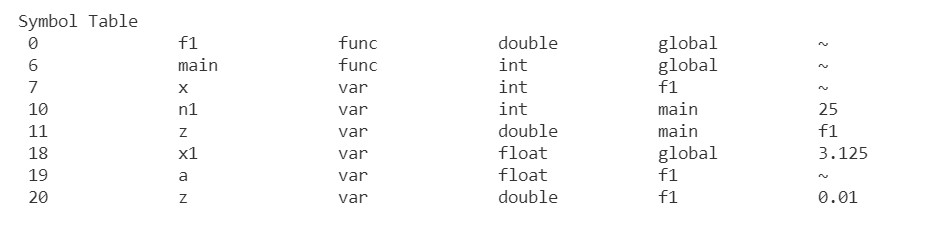 Symbol Table
0 f1 func double global ~
6 main func int global ~
7 x var int f1 ~
10 n1 var int main 25
11 z var double main f1
18 x1 var float global 3.125
19 a var float f1 ~
20 z var double f1 0.01